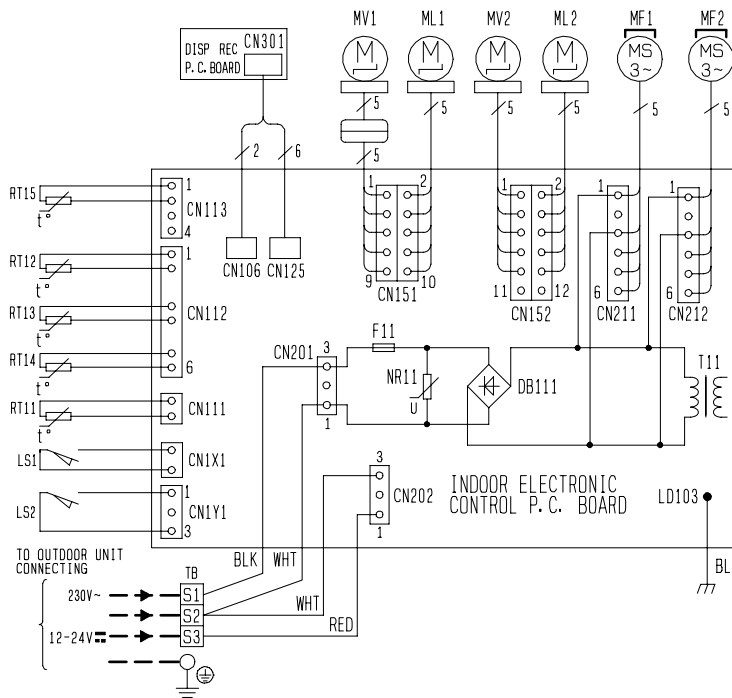 MV1 ML1 MV2 ML2 MF1 MF2
DISP REC CN301
P.C.BOARD
M M M M MS 3~ MS 3~
5 5 5 5 5 5
5
2 6
RT15
t°
1
CN113
4
CN106 CN125
1 2
9 10
CN151
1 2
11 12
CN152
1
6
CN211
1
6
CN212
RT12
t°
1
CN112
RT13
t°
RT14
t°
6
RT11
t°
CN111
LS1
CN1X1
LS2
1
CN1Y1
3
CN201 3
1
F11
NR11
U
DB111
T11
3
CN202
1
INDOOR ELECTRONIC
CONTROL P.C. BOARD
LD103
BL
BLK WHT
WHT
RED
TO OUTDOOR UNIT
CONNECTING
TB
230V~ S1
S2
12-24V S3